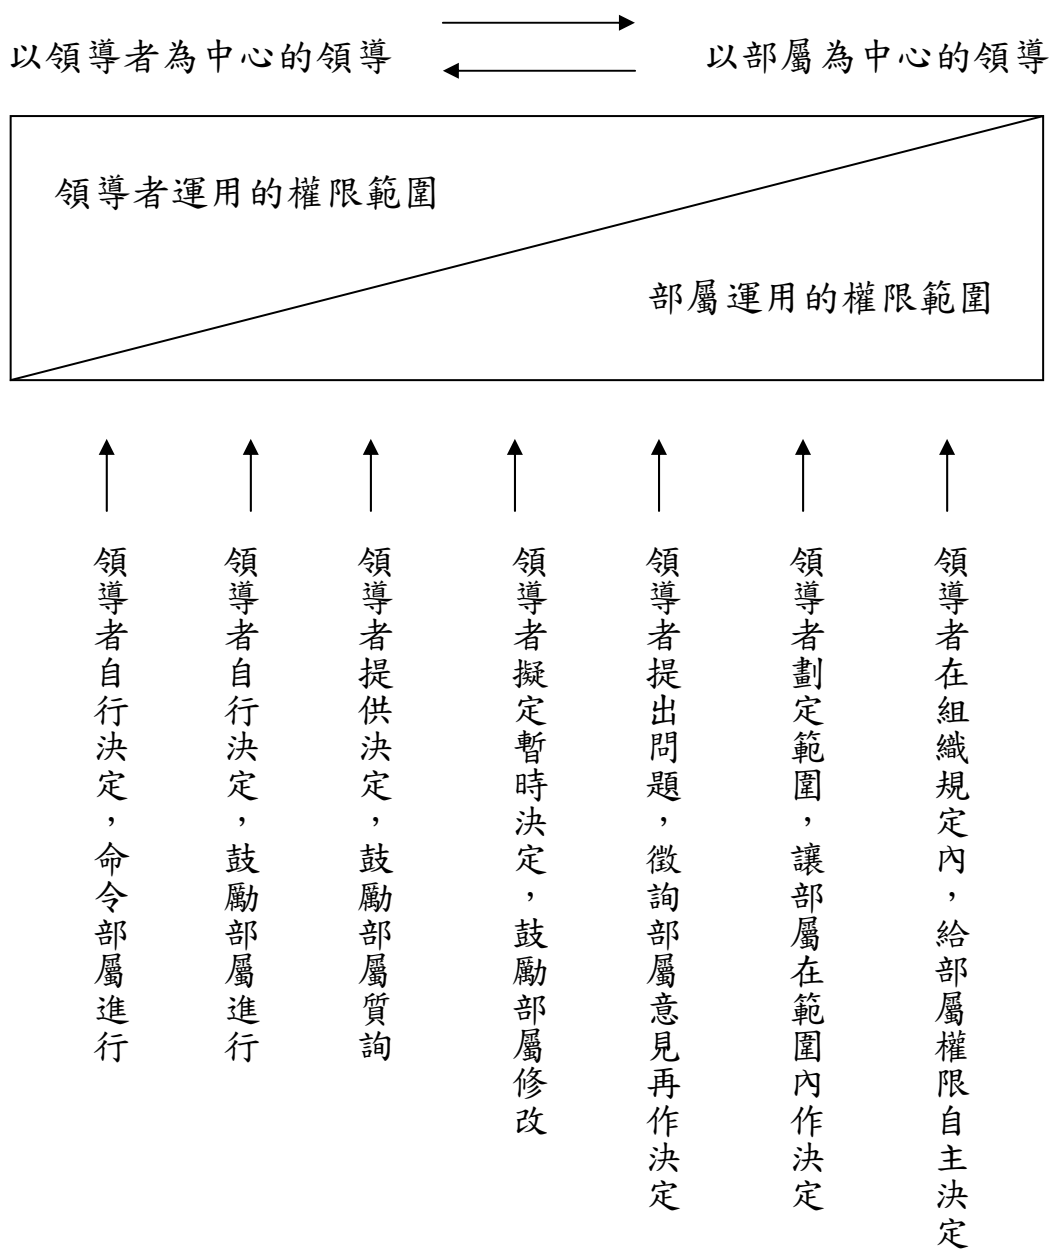 以領導者為中心的領導
以部屬為中心的領導
領導者運用的權限範圍
部屬運用的權限範圍
領導者自行決定，命令部屬進行
領導者自行決定，鼓勵部屬進行
領導者提供決定，鼓勵部屬質詢
領導者擬定暫時決定，鼓勵部屬修改
領導者提出問題，徵詢部屬意見再作決定
領導者劃定範圍，讓部屬在範圍內作決定
領導者在組織規定內，給部屬權限自主決定